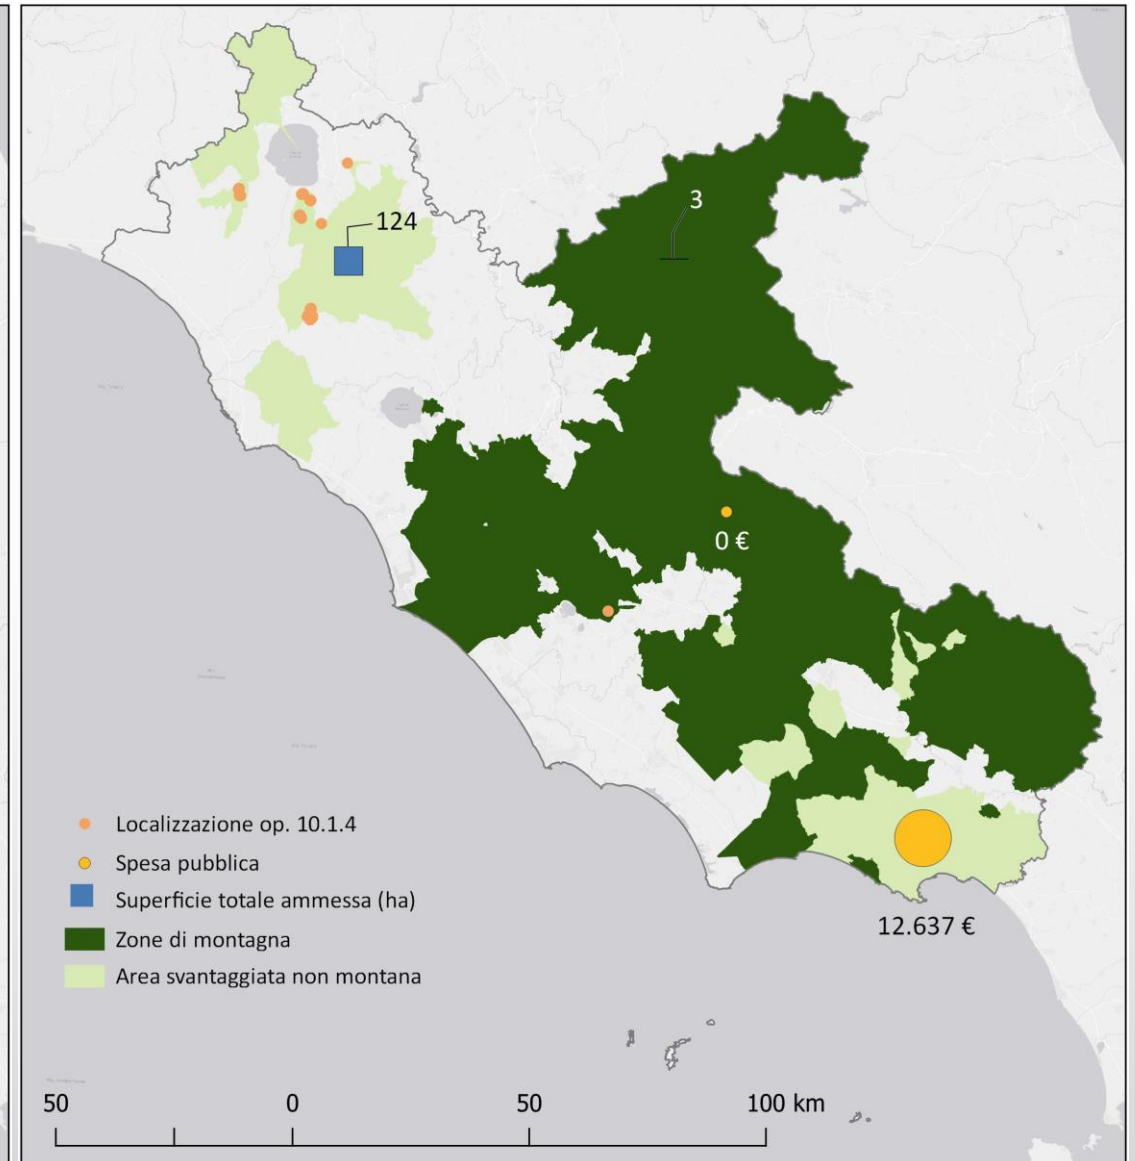 124
3
0 €
Localizzazione op. 10.1.4
Spesa pubblica
Superficie totale ammessa (ha)
Zone di montagna
Area svantaggiata non montana
12.637 €
50
0
50
100 km